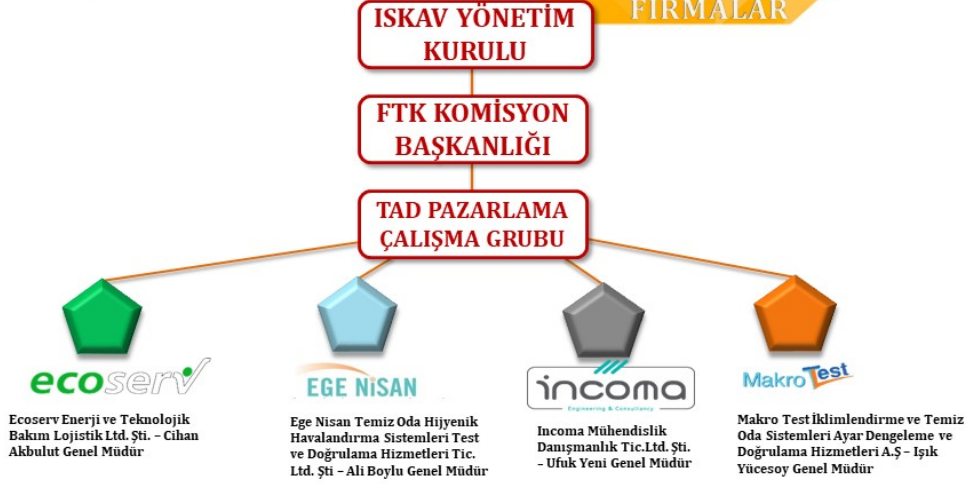 FİRMALAR
ISKAV YÖNETİM
KURULU
FTK KOMİSYON
BAŞKANLIĞI
TAD PAZARLAMA
ÇALIŞMA GRUBU
ecoserv
EGE NİSAN
incoma
Engineering & Consultancy
MakroTest
Ecoserv Enerji ve Teknolojik
Bakım Lojistik Ltd. Şti. – Cihan
Akbulut Genel Müdür
Ege Nisan Temiz Oda Hijyenik
Havalandırma Sistemleri Test
ve Doğrulama Hizmetleri Tic.
Ltd. Şti – Ali Boylu Genel Müdür
Incoma Mühendislik
Danışmanlık Tic.Ltd. Şti.
– Ufuk Yeni Genel Müdür
Makro Test İklimlendirme ve Temiz
Oda Sistemleri Ayar Dengeleme ve
Doğrulama Hizmetleri A.Ş – Işık
Yücesoy Genel Müdür